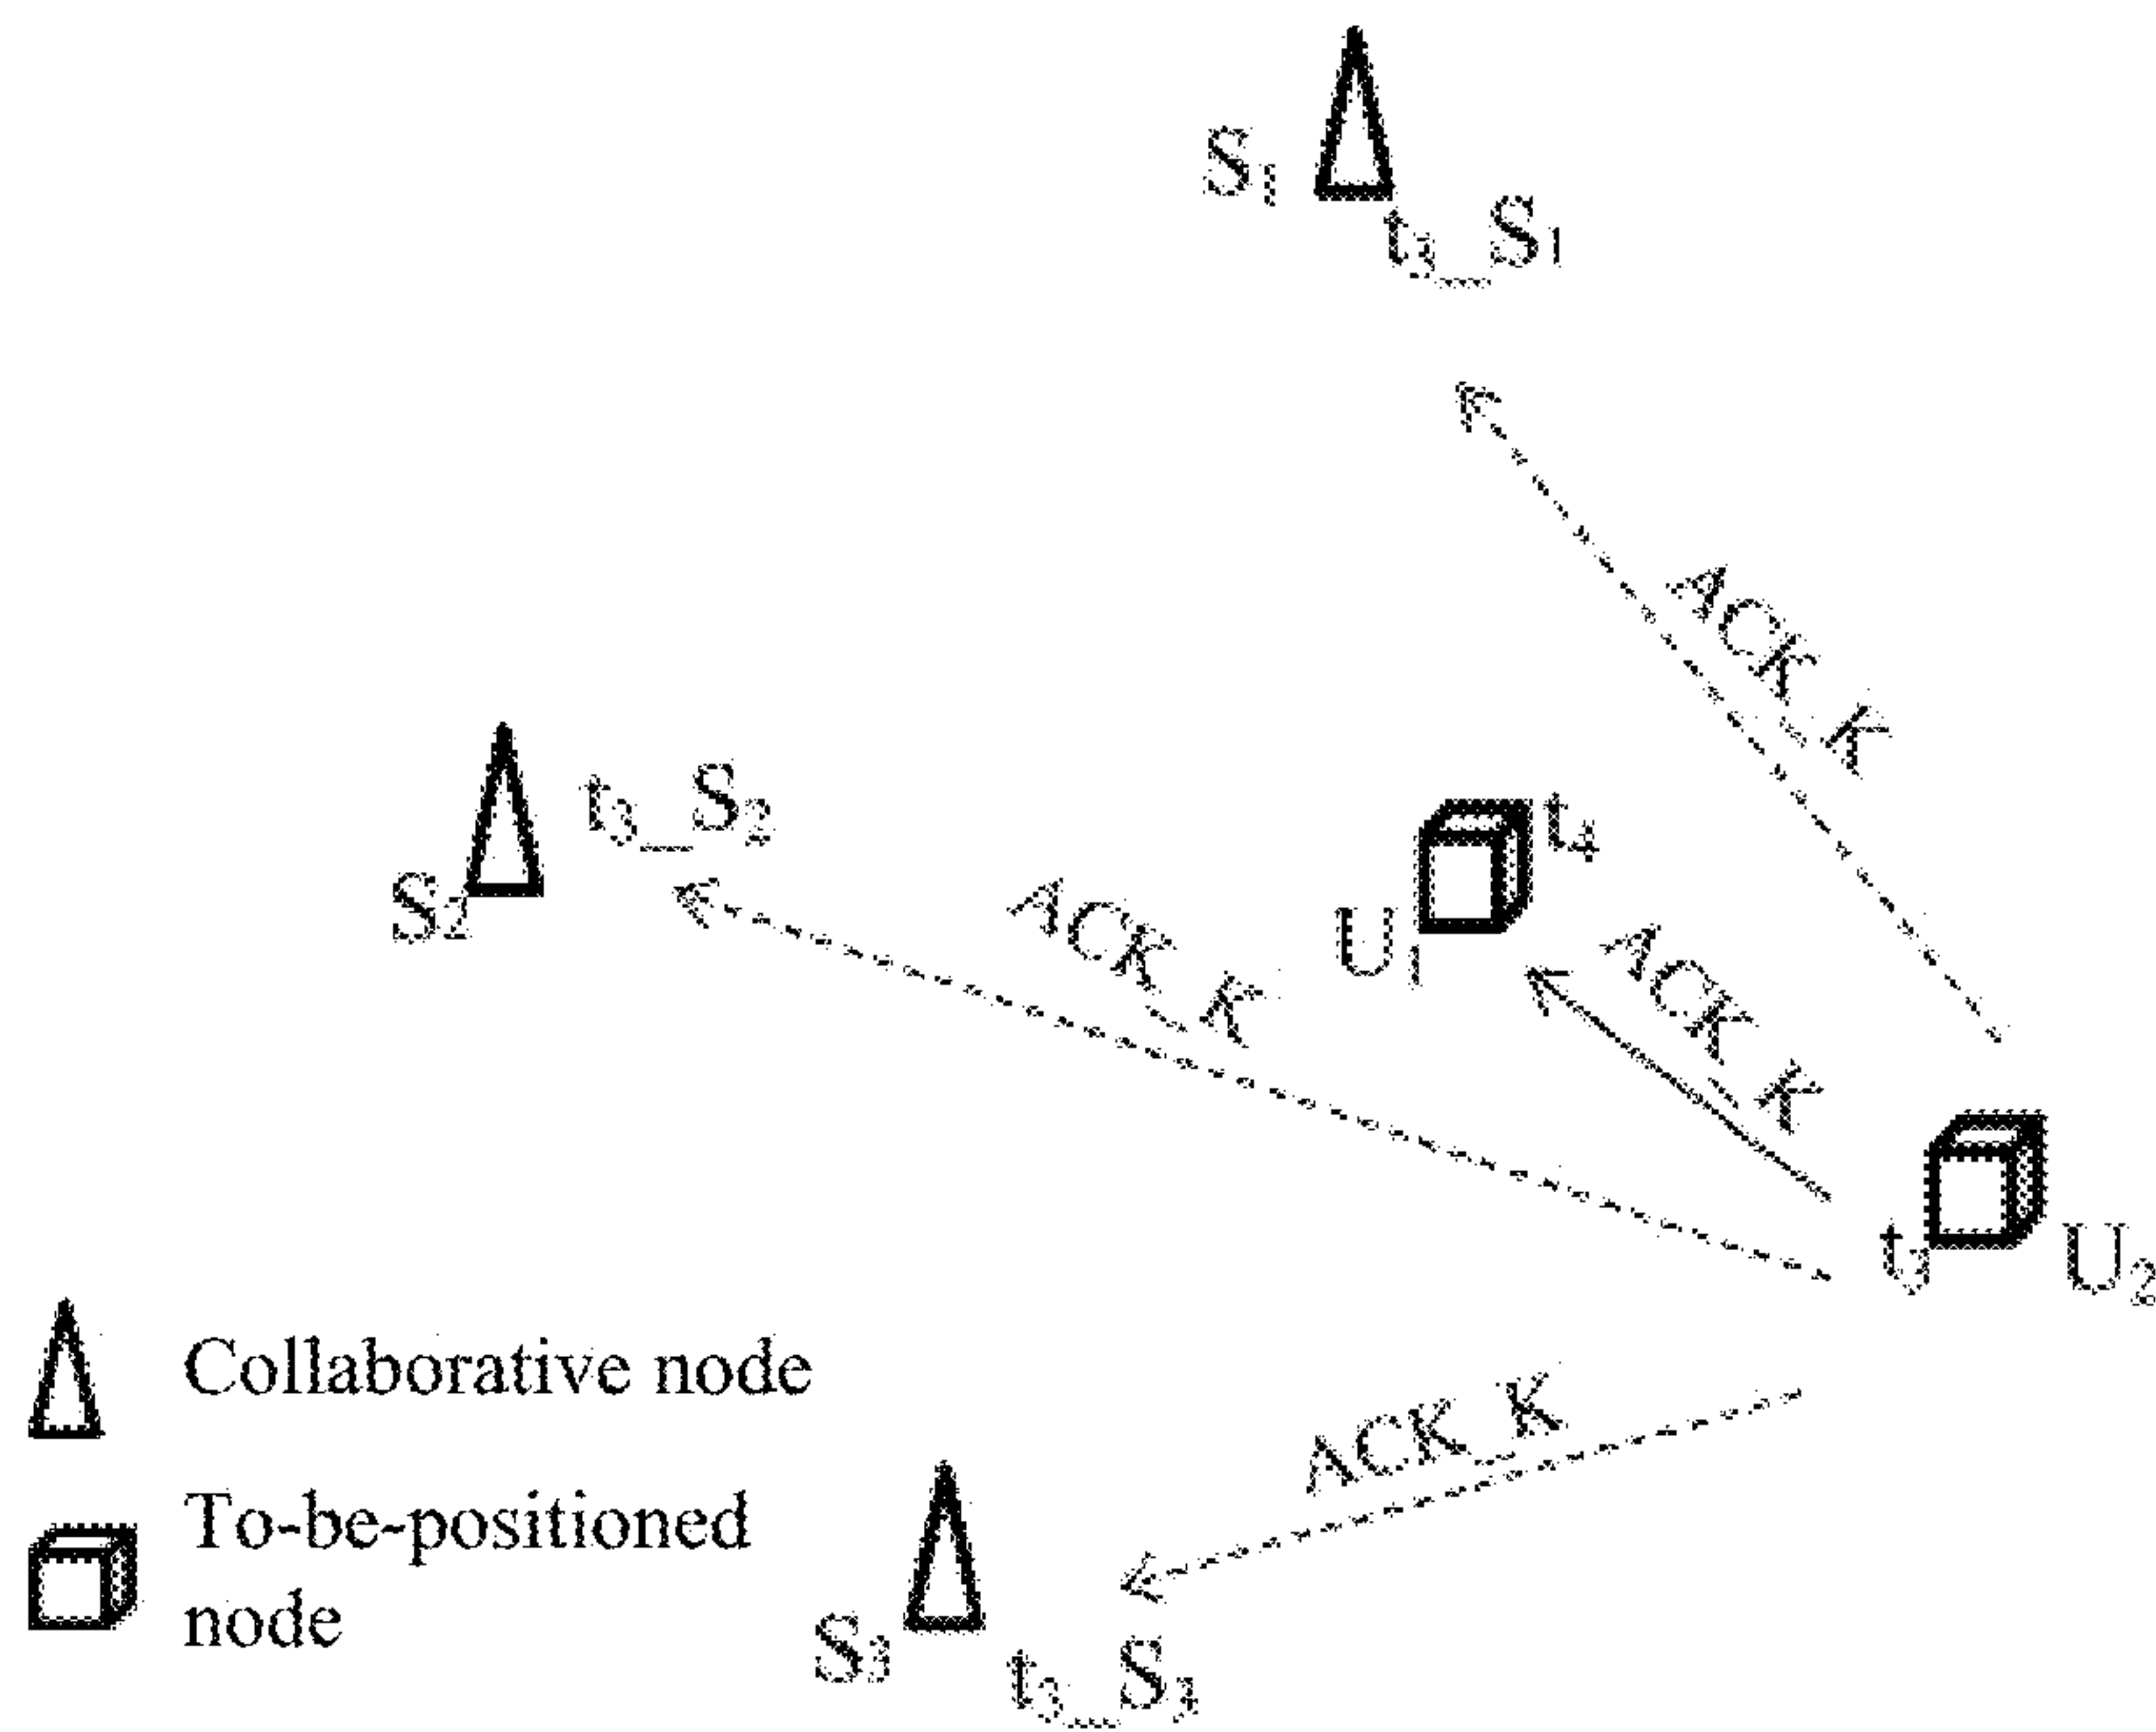 S₁
t₃_S₁
ACK_K
t₃_S₂
S₂
t₄
U₁
ACK_K
ACK_K
t₃
U₂
Collaborative node
ACK_K
To-be-positioned
node
S₃
t₃_S₃